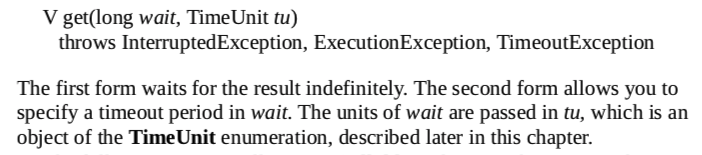 V get(long wait, TimeUnit tu)
throws InterruptedException, ExecutionException, TimeoutException
The first form waits for the result indefinitely. The second form allows you to
specify a timeout period in wait. The units of wait are passed in tu, which is an
object of the TimeUnit enumeration, described later in this chapter.